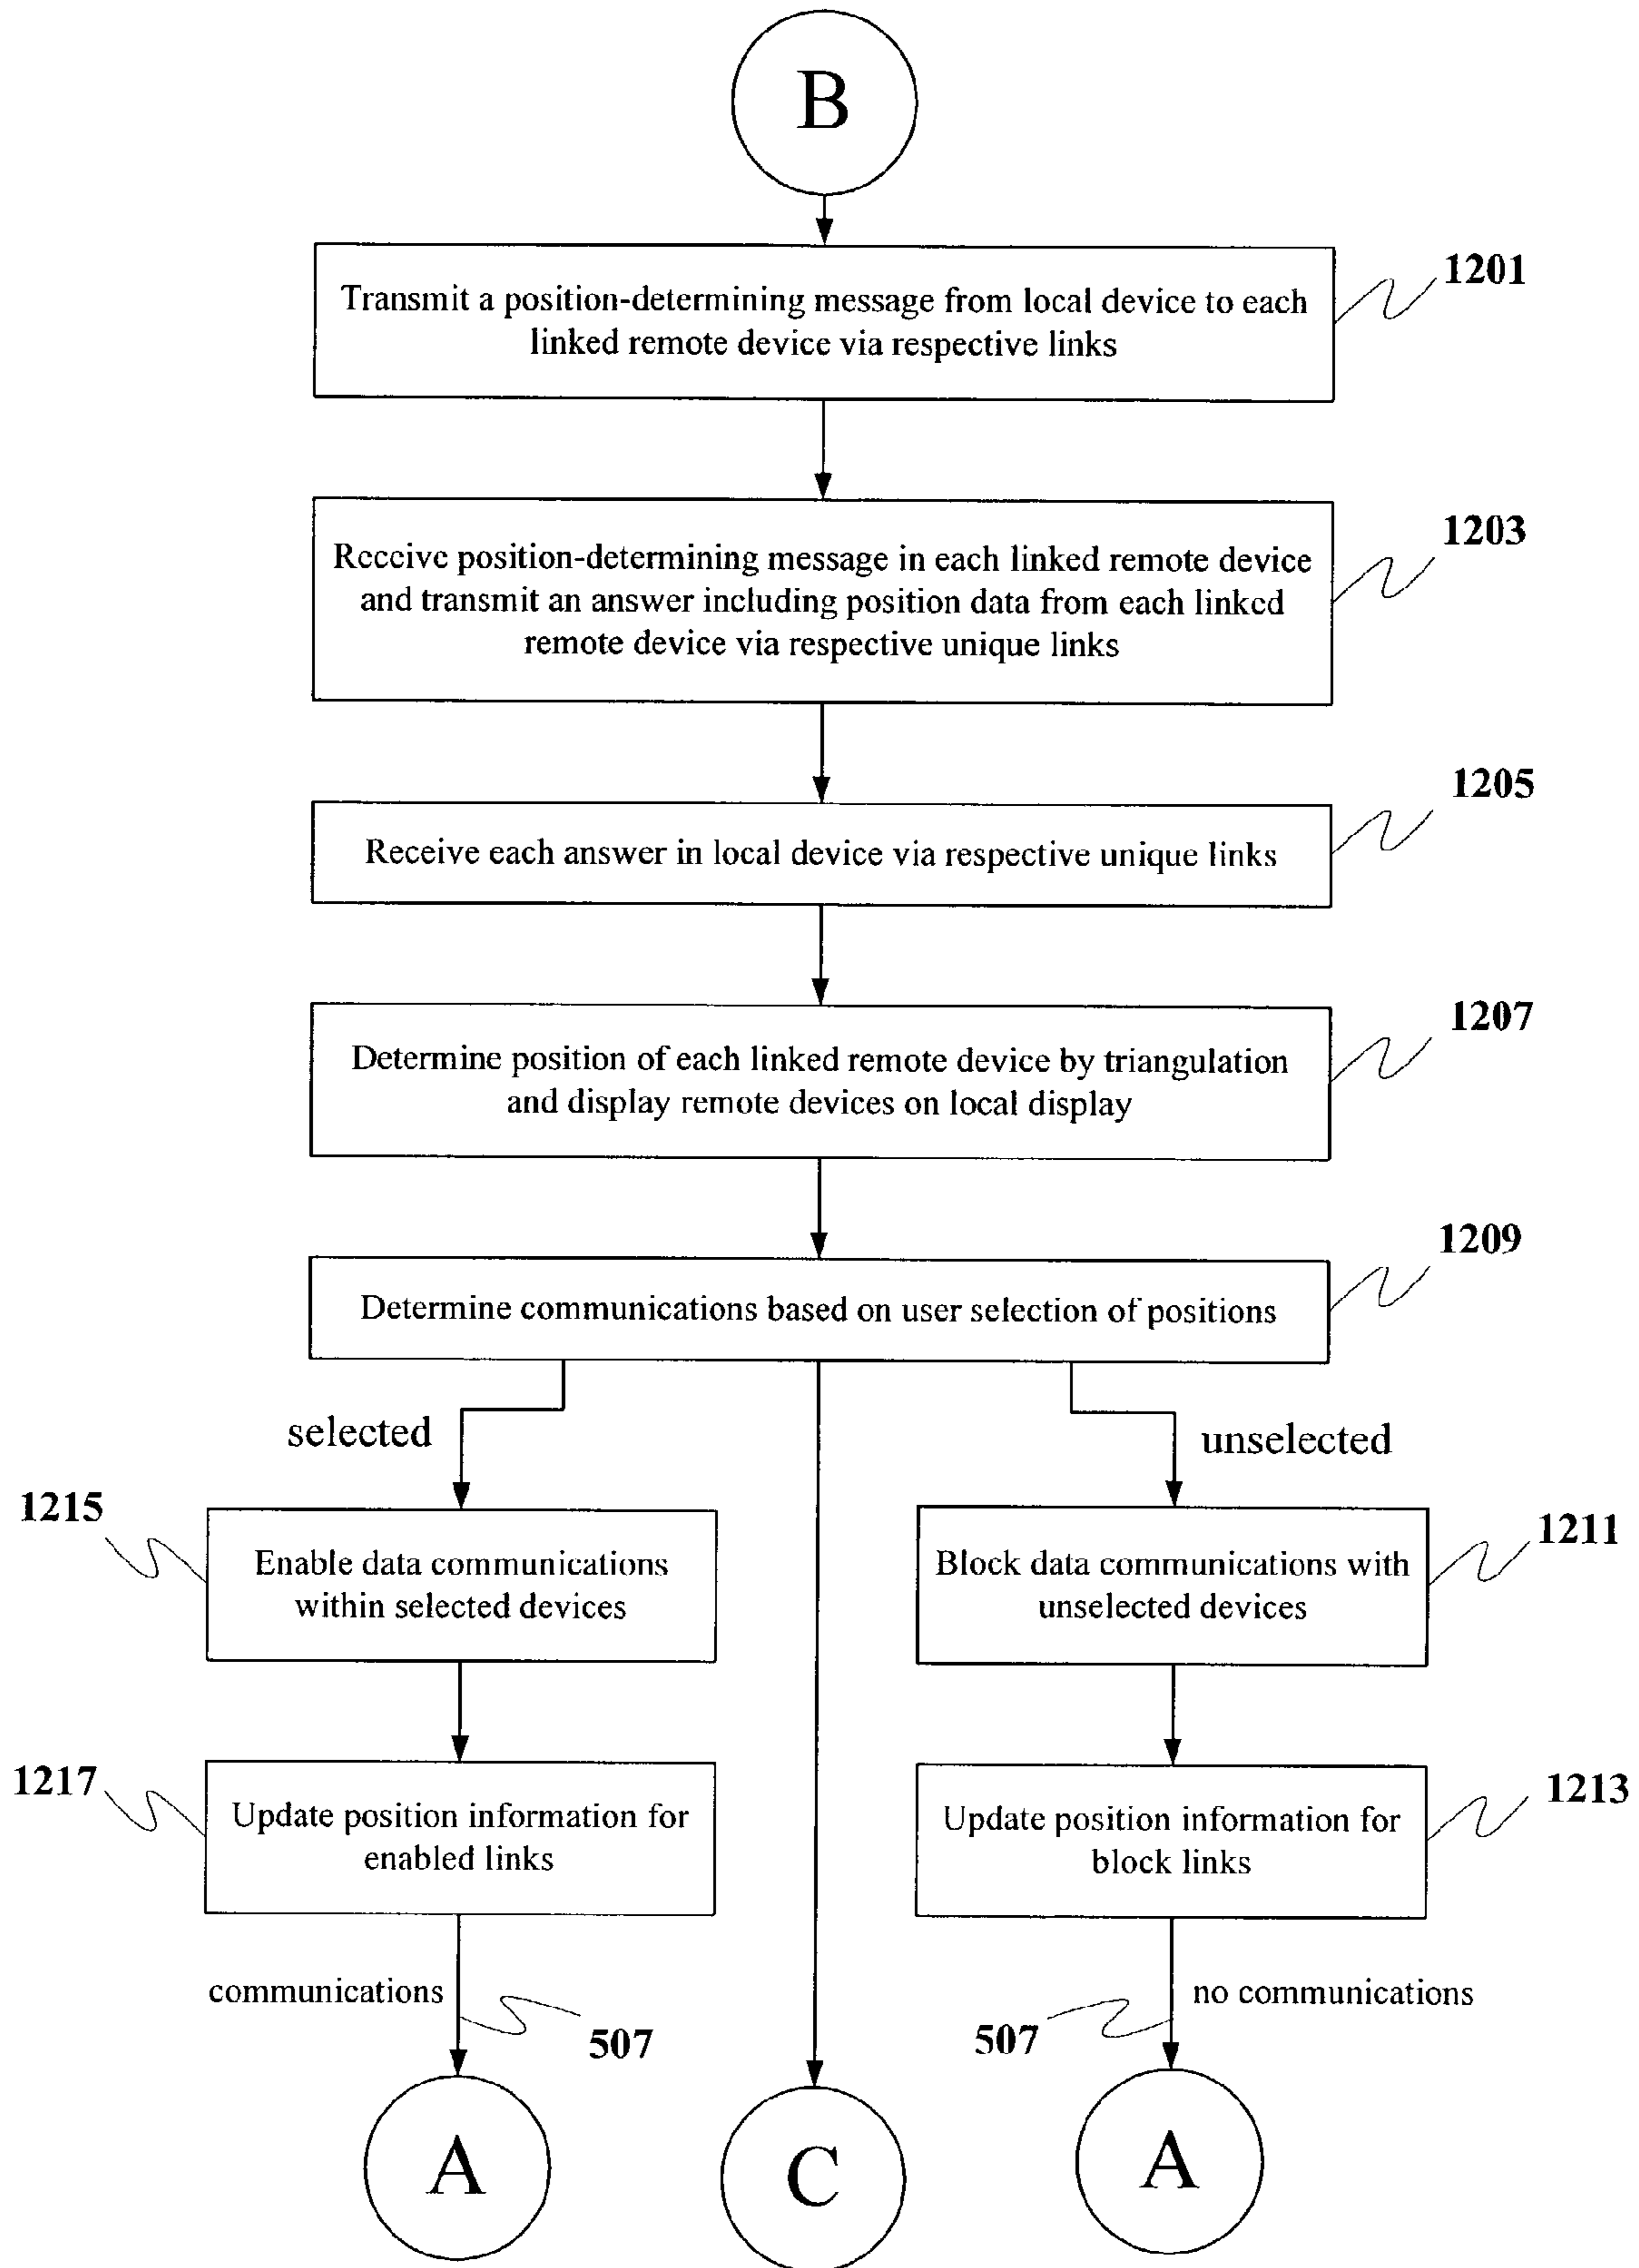 B
1201
Transmit a position-determining message from local device to each
linked remote device via respective links
1203
Receive position-determining message in each linked remote device
and transmit an answer including position data from each linked
remote device via respective unique links
1205
Receive each answer in local device via respective unique links
1207
Determine position of each linked remote device by triangulation
and display remote devices on local display
1209
Determine communications based on user selection of positions
selected
unselected
1215
Enable data communications
within selected devices
1211
Block data communications with
unselected devices
1217
Update position information for
enabled links
1213
Update position information for
block links
communications
507
507
no communications
A
C
A